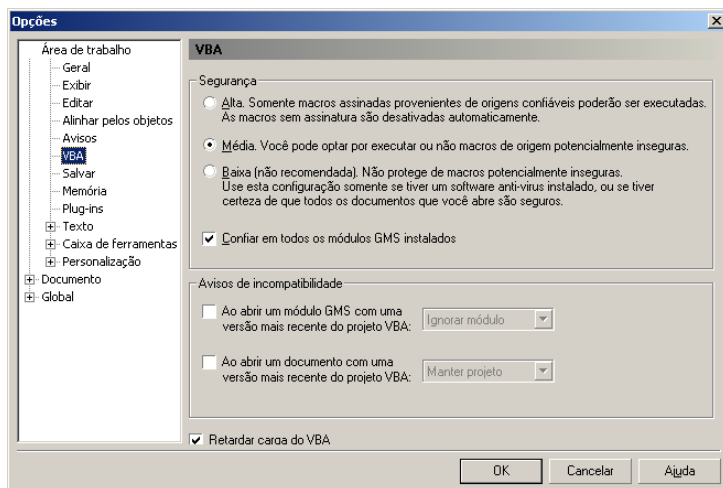 Opções
Área de trabalho
Geral
Exibir
Editar
Alinhar pelos objetos
Avisos
VBA
Salvar
Memória
Plug-ins
Texto
Caixa de ferramentas
Personalização
Documento
Global
VBA
Segurança
Alta. Somente macros assinadas provenientes de origens confiáveis poderão ser executadas.
As macros sem assinatura são desativadas automaticamente.
Média. Você pode optar por executar ou não macros de origem potencialmente inseguras.
Baixa (não recomendada). Não protege de macros potencialmente inseguras.
Use esta configuração somente se tiver um software anti-virus instalado, ou se tiver
certeza de que todos os documentos que você abre são seguros.
Confiar em todos os módulos GMS instalados
Avisos de incompatibilidade
Ao abrir um módulo GMS com uma
versão mais recente do projeto VBA:
Ignorar módulo
Ao abrir um documento com uma
versão mais recente do projeto VBA:
Manter projeto
Retardar carga do VBA
OK
Cancelar
Ajuda